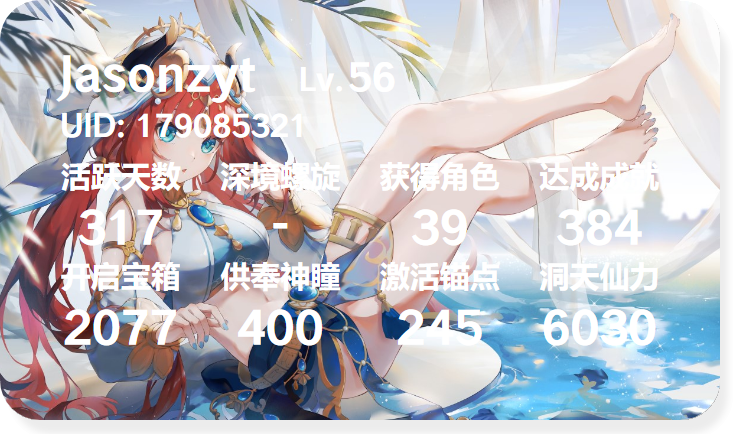 Jasonzyt Lv.56
UID: 179085321
活跃天数 深境螺旋 获得角色 达成成就
317 - 39 384
开启宝箱 供奉神瞳 激活锚点 洞天仙力
2077 400 245 6030